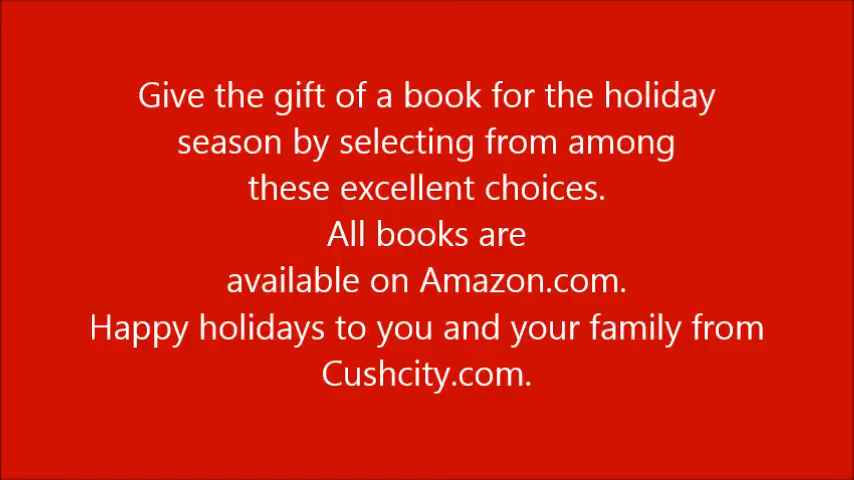 Give the gift of a book for the holiday
season by selecting from among
these excellent choices.
All books are
available on Amazon.com.
Happy holidays to you and your family from
Cushcity.com.